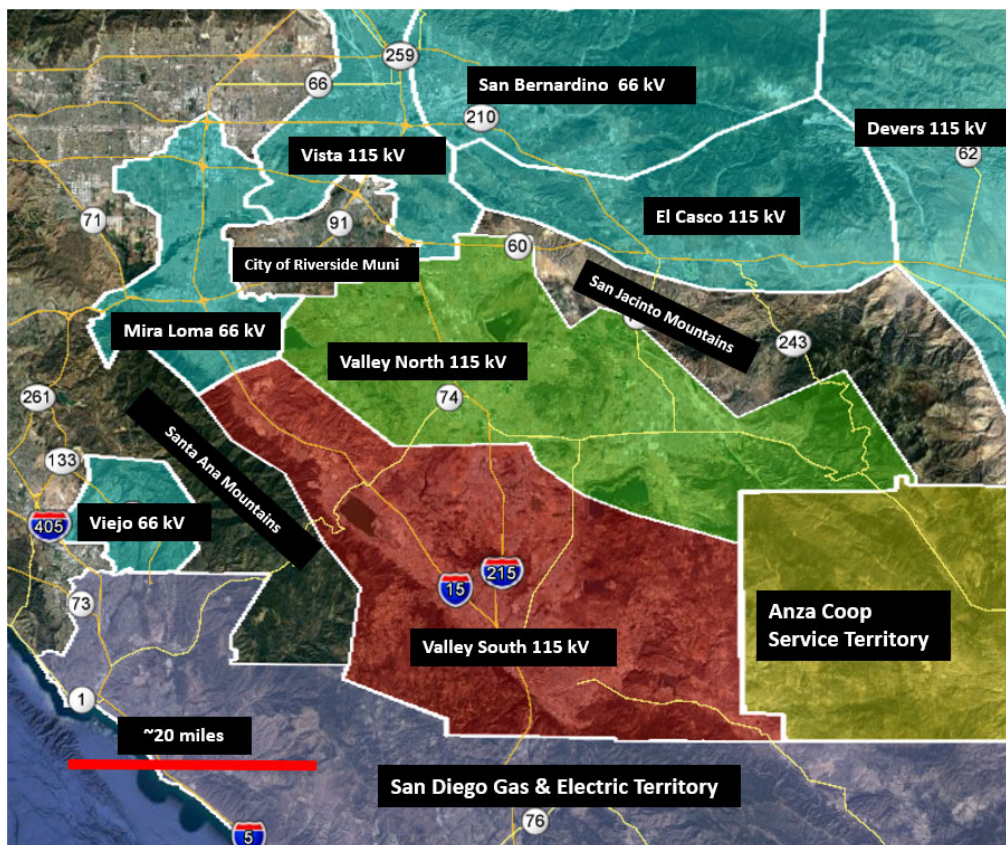 259
66
San Bernardino 66 kV
210
Devers 115 kV
62
Vista 115 kV
71
91
El Casco 115 kV
60
City of Riverside Muni
San Jacinto Mountains
Mira Loma 66 kV
243
Valley North 115 kV
74
261
Santa Ana Mountains
133
Viejo 66 kV
405
215
15
73
Anza Coop
Service Territory
Valley South 115 kV
1
~20 miles
San Diego Gas & Electric Territory
76
5